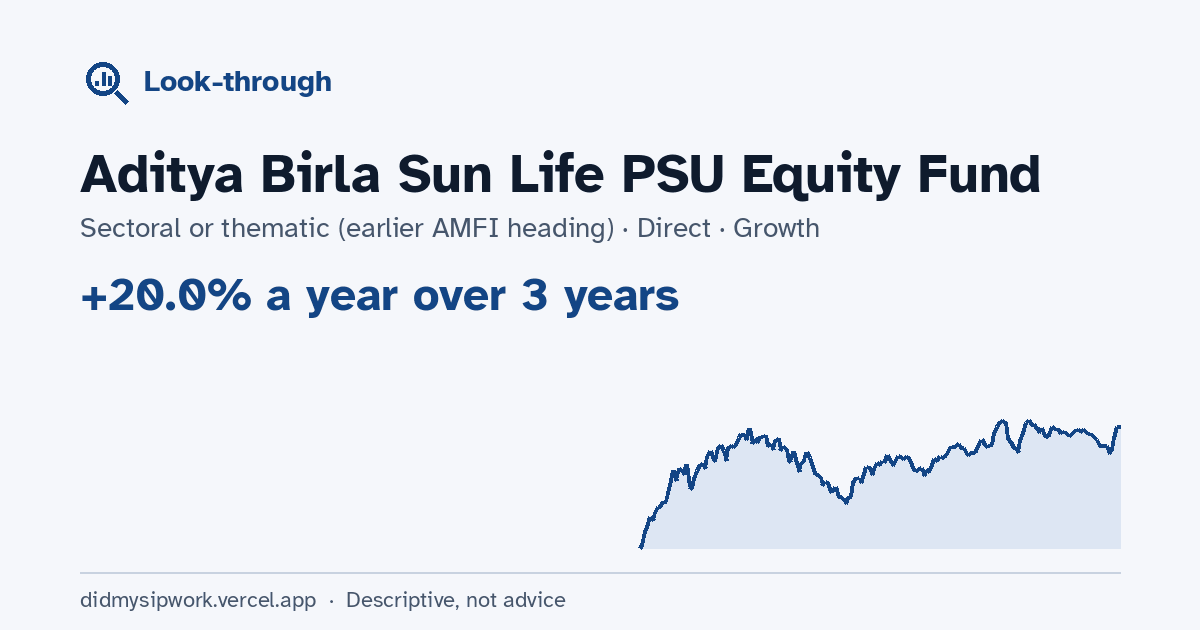 Look-through
Aditya Birla Sun Life PSU Equity Fund
Sectoral or thematic (earlier AMFI heading) · Direct · Growth
+20.0% a year over 3 years
didmysipwork.vercel.app · Descriptive, not advice